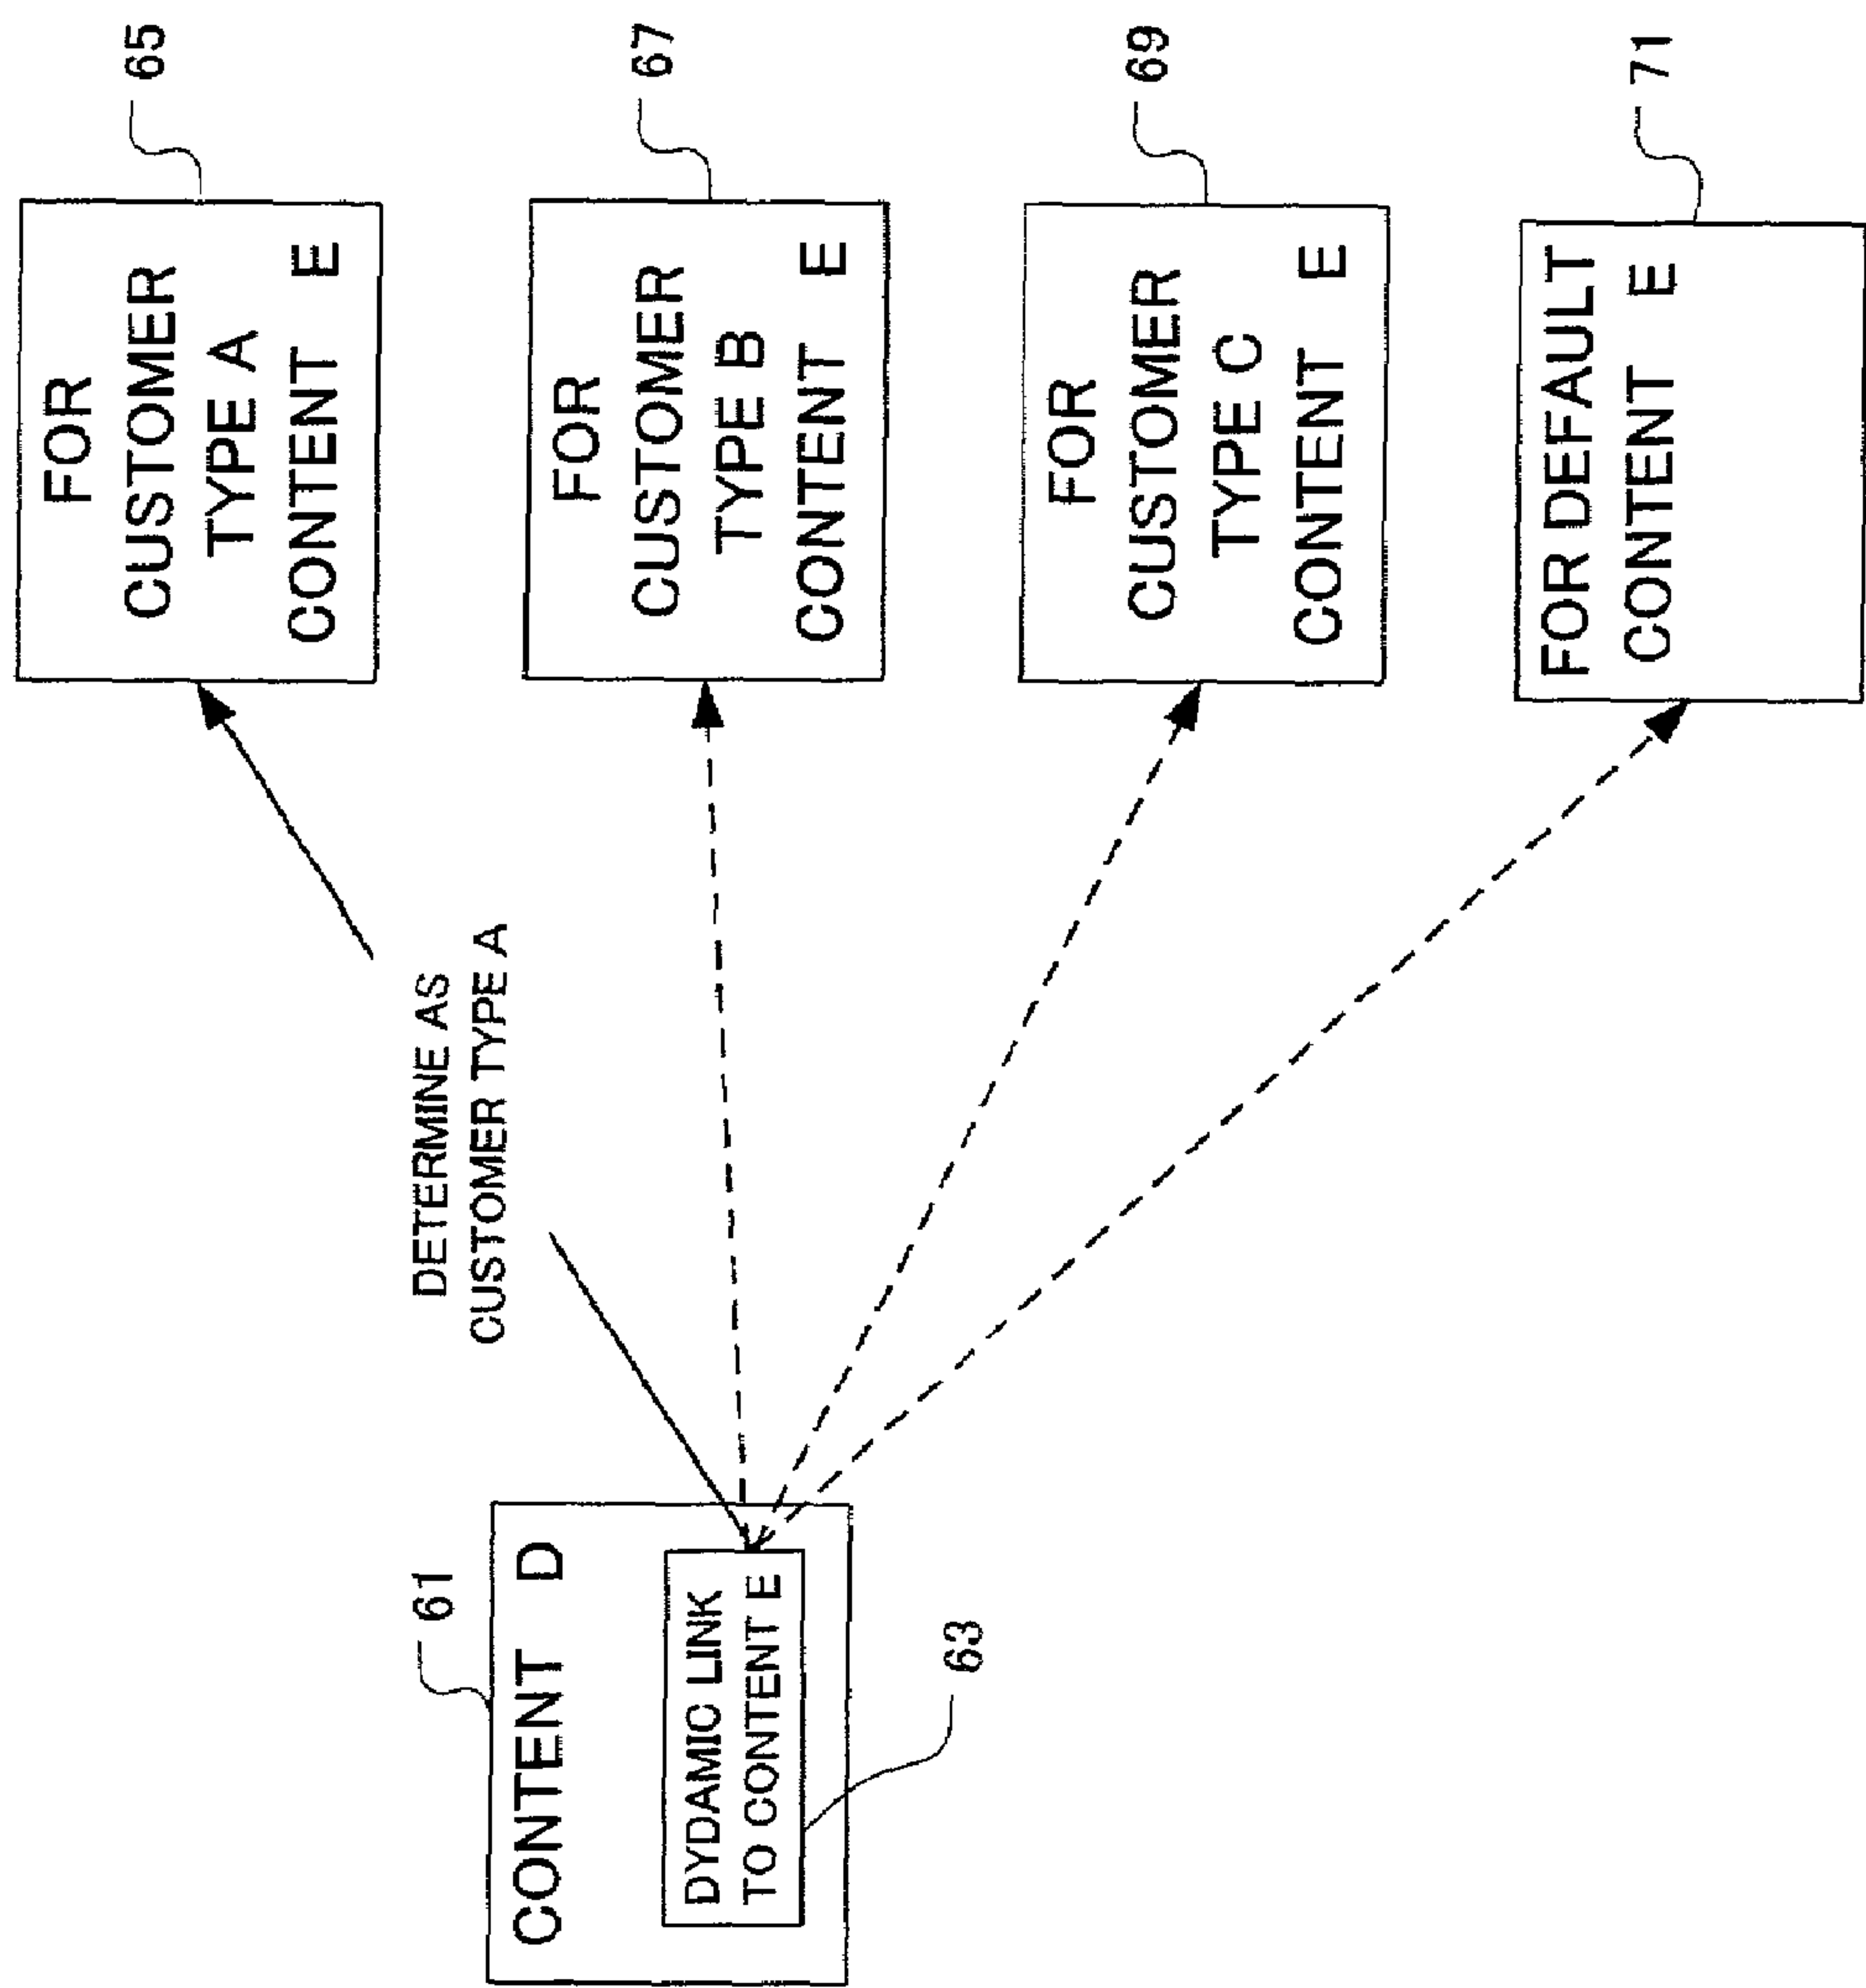 CONTENT D
61
DYDAMIC LINK
TO CONTENT E
63
DETERMINE AS
CUSTOMER TYPE A
FOR
CUSTOMER
TYPE A
CONTENT E
65
FOR
CUSTOMER
TYPE B
CONTENT E
67
FOR
CUSTOMER
TYPE C
CONTENT E
69
FOR DEFAULT
CONTENT E
71